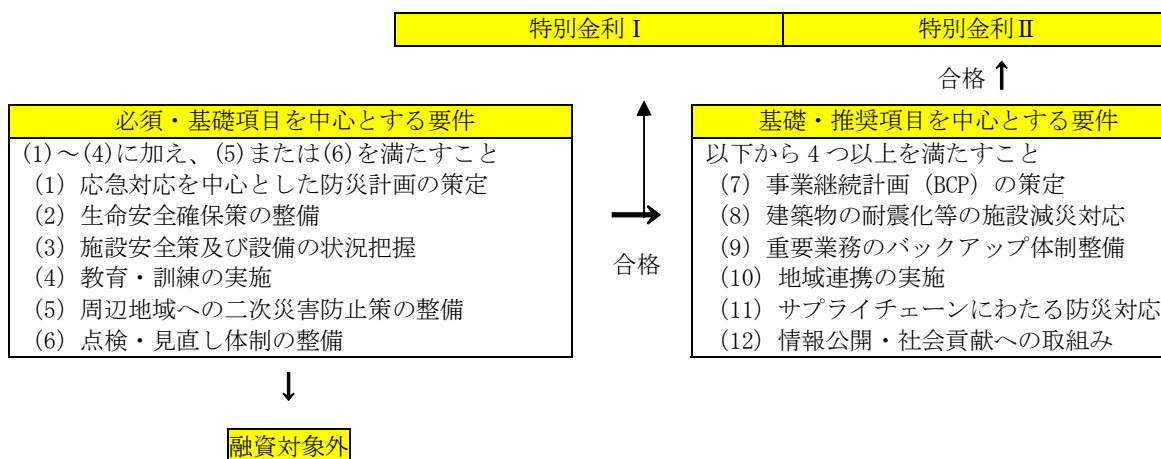 特別金利Ⅰ
特別金利Ⅱ
合格
必須・基礎項目を中心とする要件
(1)～(4)に加え、(5)または(6)を満たすこと
(1) 応急対応を中心とした防災計画の策定
(2) 生命安全確保策の整備
(3) 施設安全策及び設備の状況把握
(4) 教育・訓練の実施
(5) 周辺地域への二次災害防止策の整備
(6) 点検・見直し体制の整備
合格
基礎・推奨項目を中心とする要件
以下から 4 つ以上を満たすこと
(7) 事業継続計画（BCP）の策定
(8) 建築物の耐震化等の施設減災対応
(9) 重要業務のバックアップ体制整備
(10) 地域連携の実施
(11) サプライチェーンにわたる防災対応
(12) 情報公開・社会貢献への取組み
融資対象外